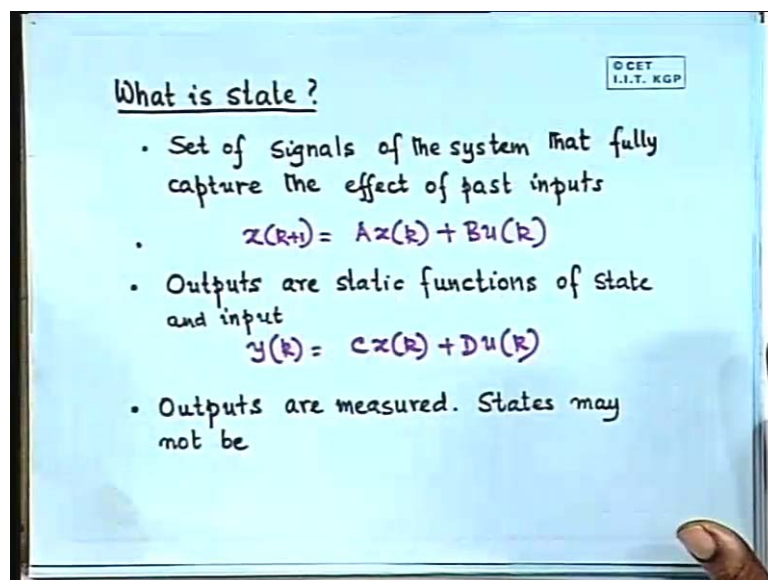 ©CET
I.I.T. KGP
What is state?
• Set of signals of the system that fully
capture the effect of past inputs
• x(k+1) = Ax(k) + Bu(k)
• Outputs are static functions of state
and input
y(k) = Cx(k) + Du(k)
• Outputs are measured. States may
not be